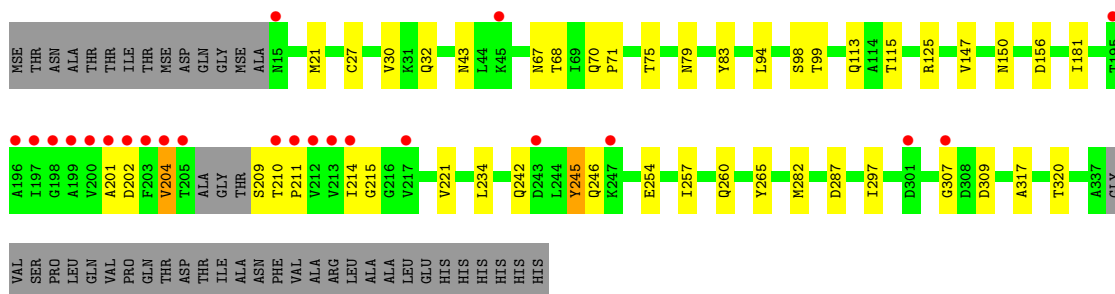 MSE THR ASN ALA THR THR ILE THR MSE ASP GLN GLY MSE ALA N15 M21 C27 V30 K31 Q32 N43 L44 K45 N67 T68 I69 Q70 P71 T75 N79 Y83 L94 S98 T99 Q113 A114 T115 R125 V147 N150 D156 I181 T195
A196 I197 G198 A199 V200 A201 D202 F203 V204 T205 ALA GLY THR S209 T210 P211 V212 V213 I214 G215 G216 V217 V221 L234 Q242 D243 L244 Y245 Q246 K247 E254 I257 Q260 Y265 M282 D287 I297 D301 G307 D308 D309 A317 T320 A337 GLY
VAL SER PRO LEU GLN VAL PRO GLN THR ASP THR ILE ALA ASN PHE VAL ALA ARG LEU ALA ALA LEU GLU HIS HIS HIS HIS HIS HIS